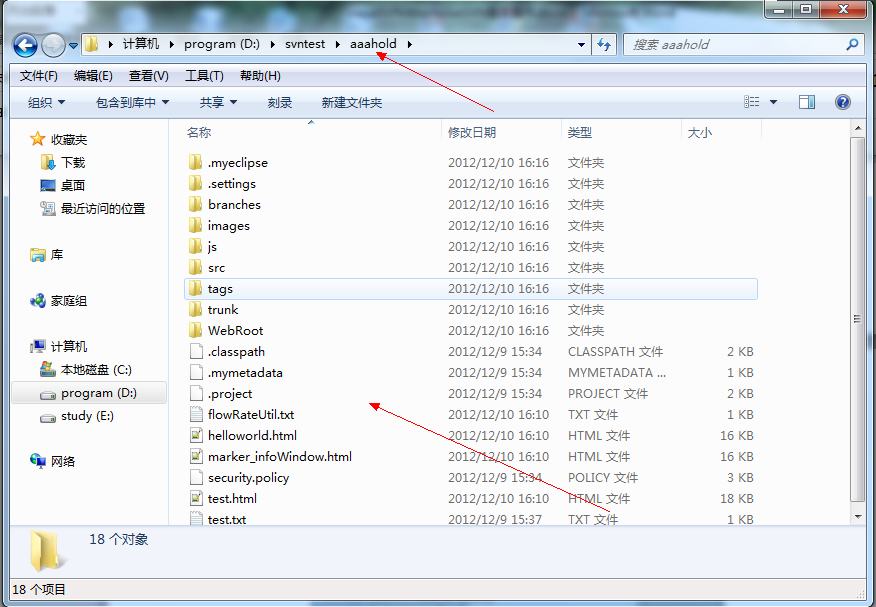 计算机 program (D:) svntest aaahold 搜索 aaahold
文件(F) 编辑(E) 查看(V) 工具(T) 帮助(H)
组织 包含到库中 共享 刻录 新建文件夹
收藏夹
下载
桌面
最近访问的位置
库
家庭组
计算机
本地磁盘 (C:)
program (D:)
study (E:)
网络
名称 修改日期 类型 大小
.myeclipse 2012/12/10 16:16 文件夹
.settings 2012/12/10 16:16 文件夹
branches 2012/12/10 16:16 文件夹
images 2012/12/10 16:16 文件夹
js 2012/12/10 16:16 文件夹
src 2012/12/10 16:16 文件夹
tags 2012/12/10 16:16 文件夹
trunk 2012/12/10 16:16 文件夹
WebRoot 2012/12/10 16:16 文件夹
.classpath 2012/12/9 15:34 CLASSPATH 文件 2 KB
.mymetadata 2012/12/9 15:34 MYMETADATA ... 1 KB
.project 2012/12/9 15:34 PROJECT 文件 2 KB
flowRateUtil.txt 2012/12/10 16:10 TXT 文件 1 KB
helloworld.html 2012/12/10 16:10 HTML 文件 16 KB
marker_infoWindow.html 2012/12/10 16:10 HTML 文件 16 KB
security.policy 2012/12/9 15:34 POLICY 文件 3 KB
test.html 2012/12/10 16:10 HTML 文件 18 KB
test.txt 2012/12/9 15:37 TXT 文件 1 KB
18 个对象
18 个项目